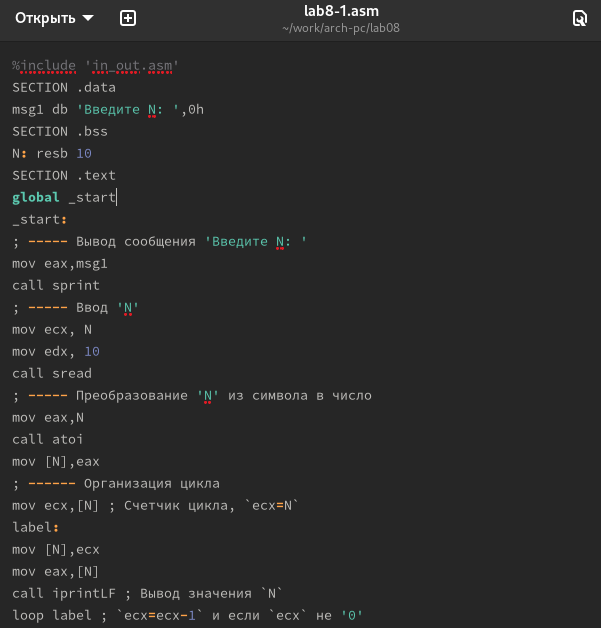 Открыть
lab8-1.asm
~/work/arch-pc/lab08
%include 'in_out.asm'
SECTION .data
msg1 db 'Введите N: ',0h
SECTION .bss
N: resb 10
SECTION .text
global _start
_start:
; ----- Вывод сообщения 'Введите N: '
mov eax,msg1
call sprint
; ----- Ввод 'N'
mov ecx, N
mov edx, 10
call sread
; ----- Преобразование 'N' из символа в число
mov eax,N
call atoi
mov [N],eax
; ------ Организация цикла
mov ecx,[N] ; Счетчик цикла, `ecx=N`
label:
mov [N],ecx
mov eax,[N]
call iprintLF ; Вывод значения `N`
loop label ; `ecx=ecx-1` и если `ecx` не '0'